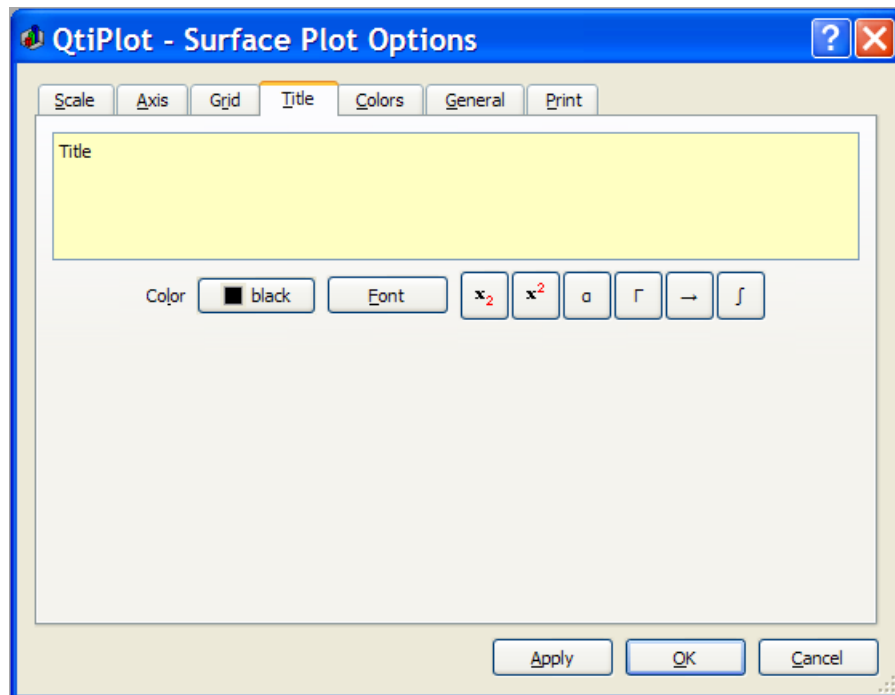 QtiPlot - Surface Plot Options ?
Scale Axis Grid Title Colors General Print
Title
Color black Font x₂ x² α Γ → ∫
Apply OK Cancel